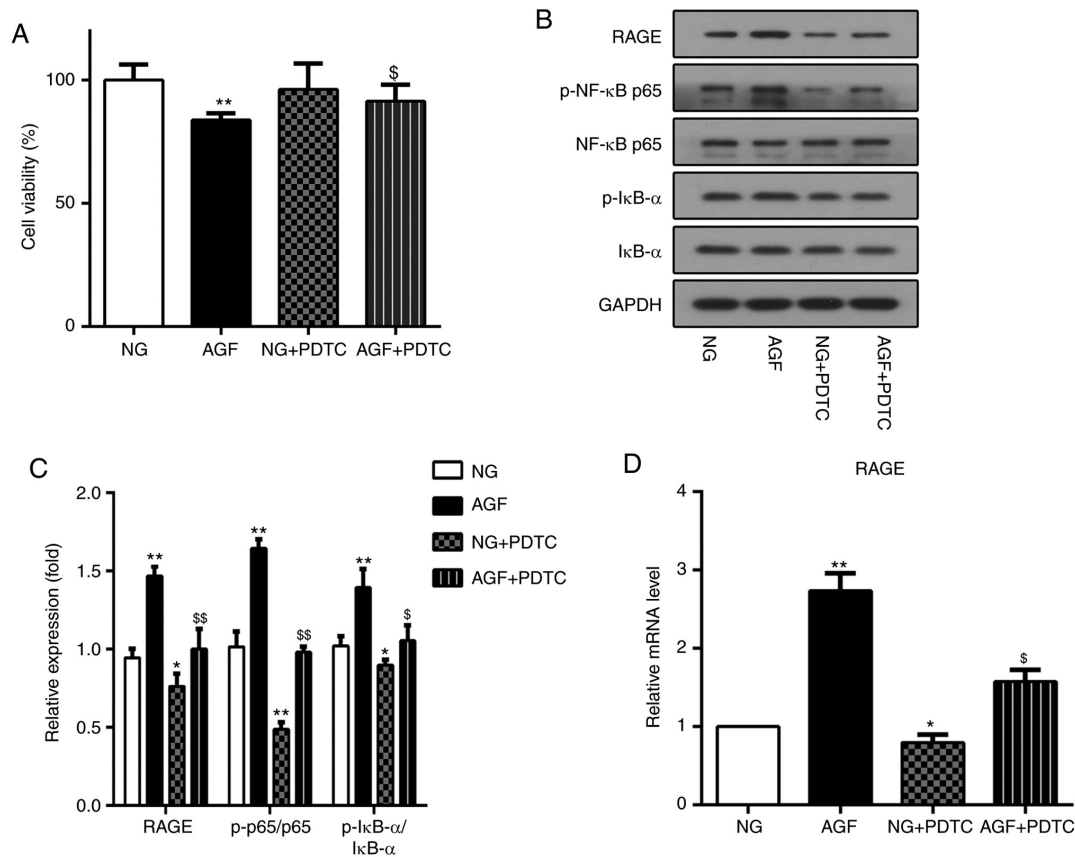 A
Cell viability (%)
100
50
0
**
$
NG
AGF
NG+PDTC
AGF+PDTC
B
RAGE
p-NF-κB p65
NF-κB p65
p-IκB-α
IκB-α
GAPDH
NG
AGF
NG+PDTC
AGF+PDTC
C
NG
AGF
NG+PDTC
AGF+PDTC
Relative expression (fold)
2.0
1.5
1.0
0.5
0.0
**
*
$$
**
**
$$
**
*
$
RAGE
p-p65/p65
p-IκB-α/
IκB-α
D
RAGE
Relative mRNA level
4
3
2
1
0
**
*
$
NG
AGF
NG+PDTC
AGF+PDTC